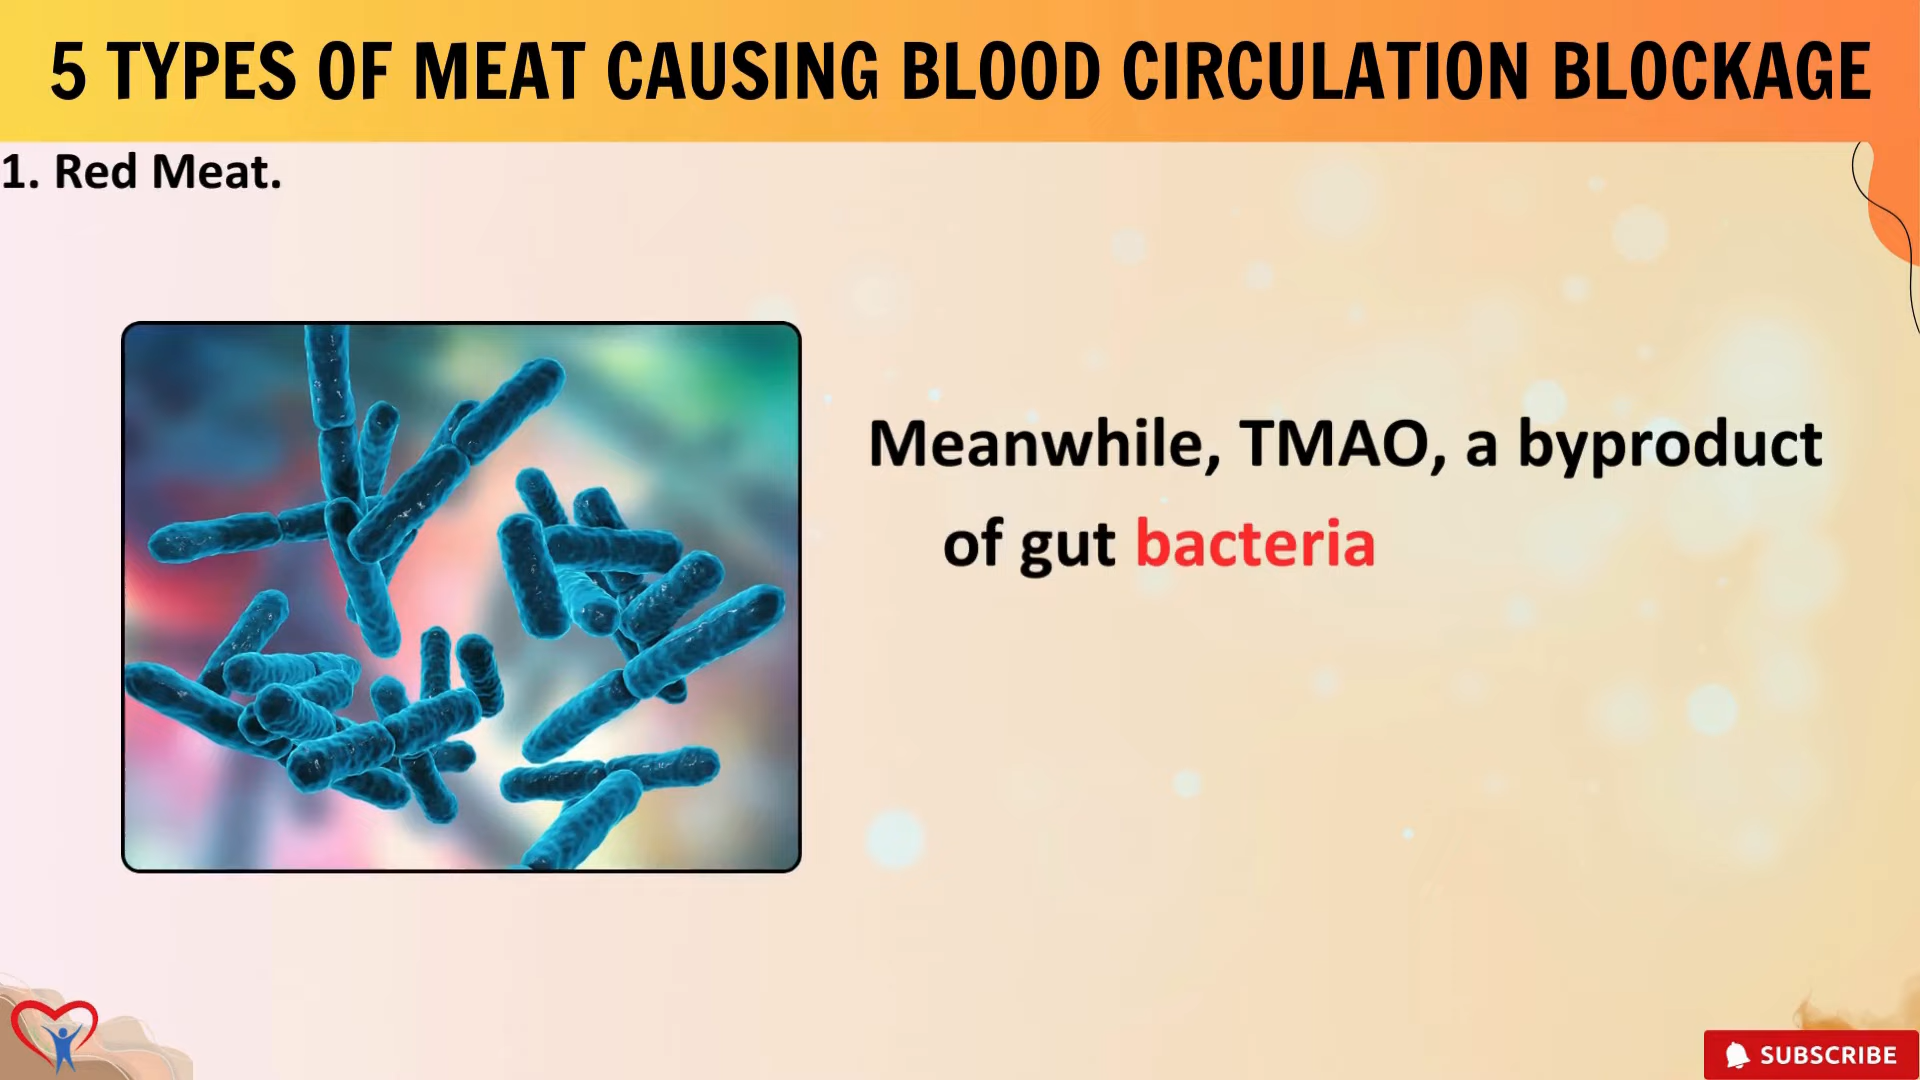 5 TYPES OF MEAT CAUSING BLOOD CIRCULATION BLOCKAGE
1. Red Meat.
Meanwhile, TMAO, a byproduct
of gut bacteria
SUBSCRIBE